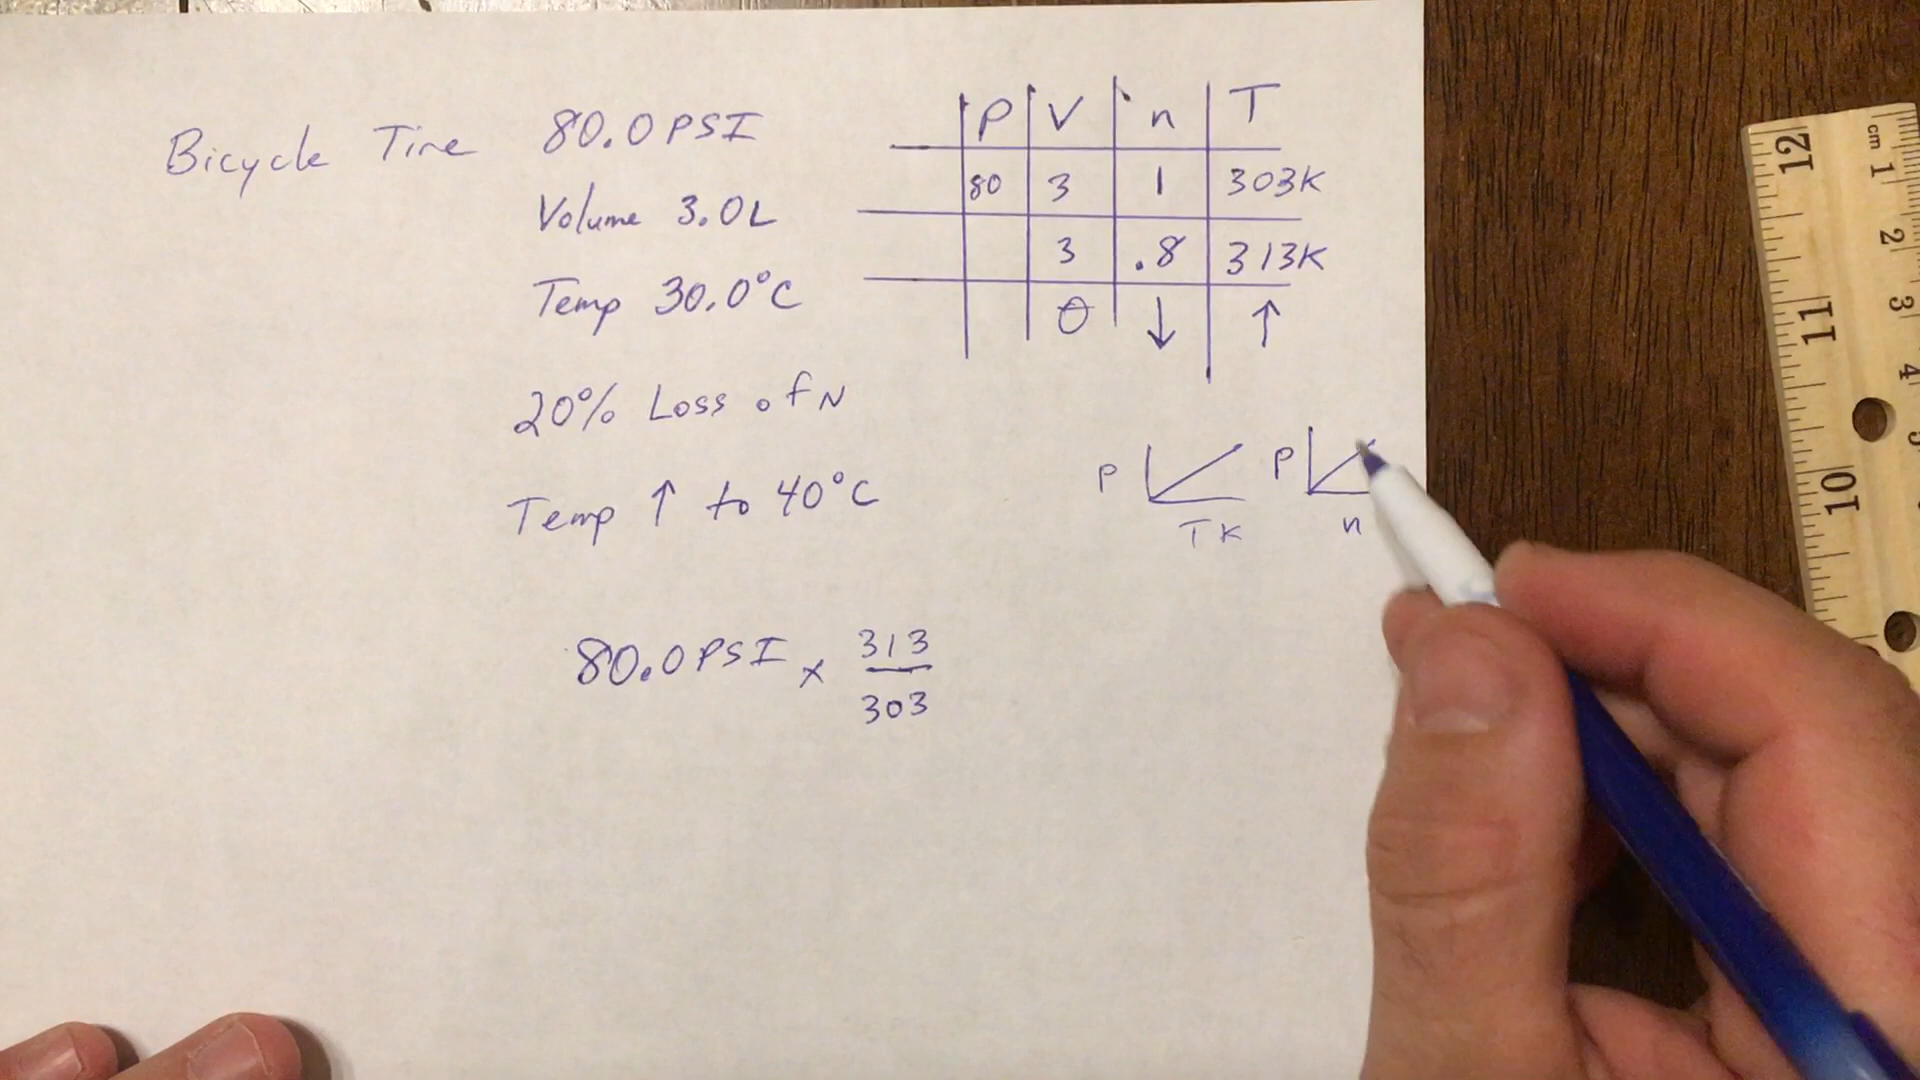 Bicycle Tire 80.0 PSI
Volume 3.0L
Temp 30.0°C
20% Loss of N
Temp ↑ to 40°C
P V n T
80 3 1 303K
3 .8 313K
θ ↓ ↑
P
T K
P
n
80.0 PSI × 313
303
12
11
10
cm
1
2
3
4